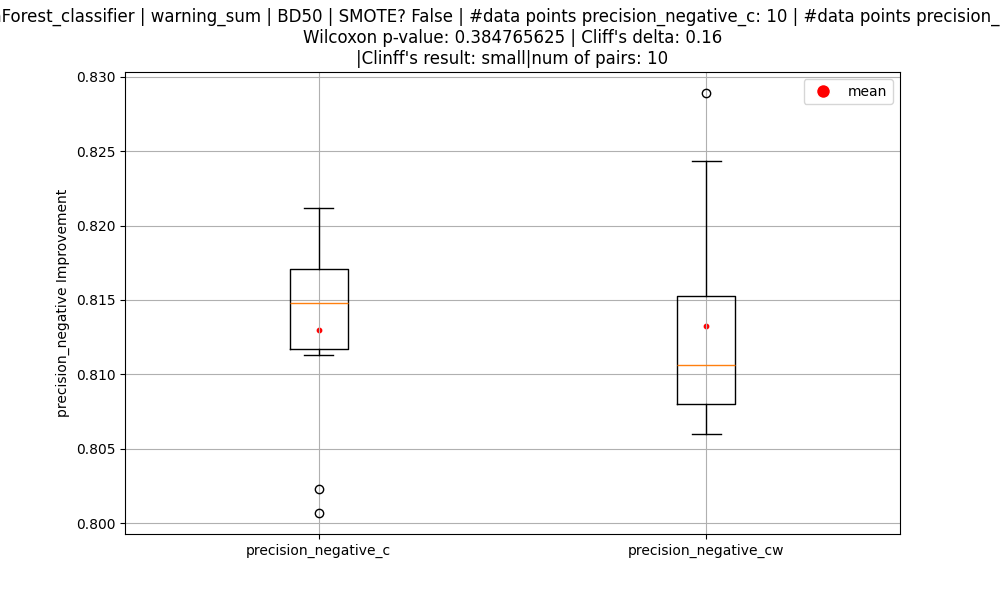 Forest_classifier | warning_sum | BD50 | SMOTE? False | #data points precision_negative_c: 10 | #data points precision_
Wilcoxon p-value: 0.384765625 | Cliff's delta: 0.16
|Clinff's result: small|num of pairs: 10
0.830
mean
0.825
0.820
0.815
0.810
0.805
0.800
precision_negative Improvement
precision_negative_c
precision_negative_cw